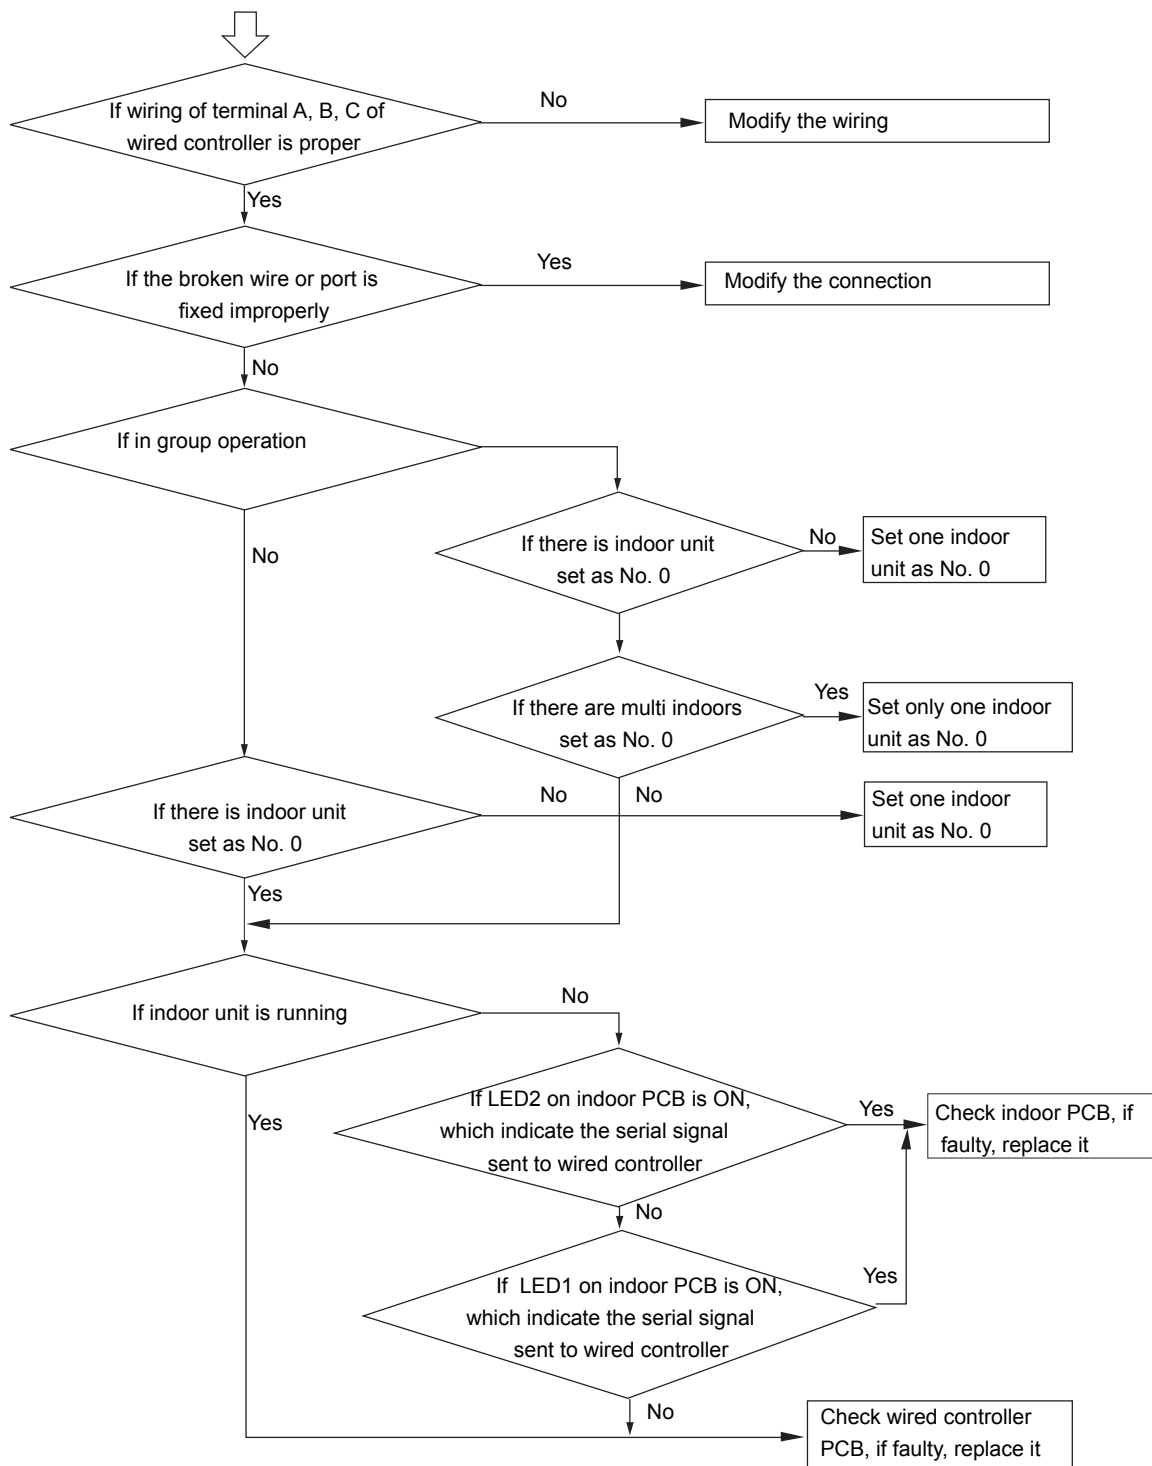 If wiring of terminal A, B, C of
wired controller is proper
No
Modify the wiring
Yes
If the broken wire or port is
fixed improperly
Yes
Modify the connection
No
If in group operation
No
If there is indoor unit
set as No. 0
No
Set one indoor
unit as No. 0
If there are multi indoors
set as No. 0
Yes
Set only one indoor
unit as No. 0
If there is indoor unit
set as No. 0
No
No
Set one indoor
unit as No. 0
Yes
If indoor unit is running
No
Yes
If LED2 on indoor PCB is ON,
which indicate the serial signal
sent to wired controller
Yes
Check indoor PCB, if
faulty, replace it
No
If LED1 on indoor PCB is ON,
which indicate the serial signal
sent to wired controller
Yes
No
Check wired controller
PCB, if faulty, replace it